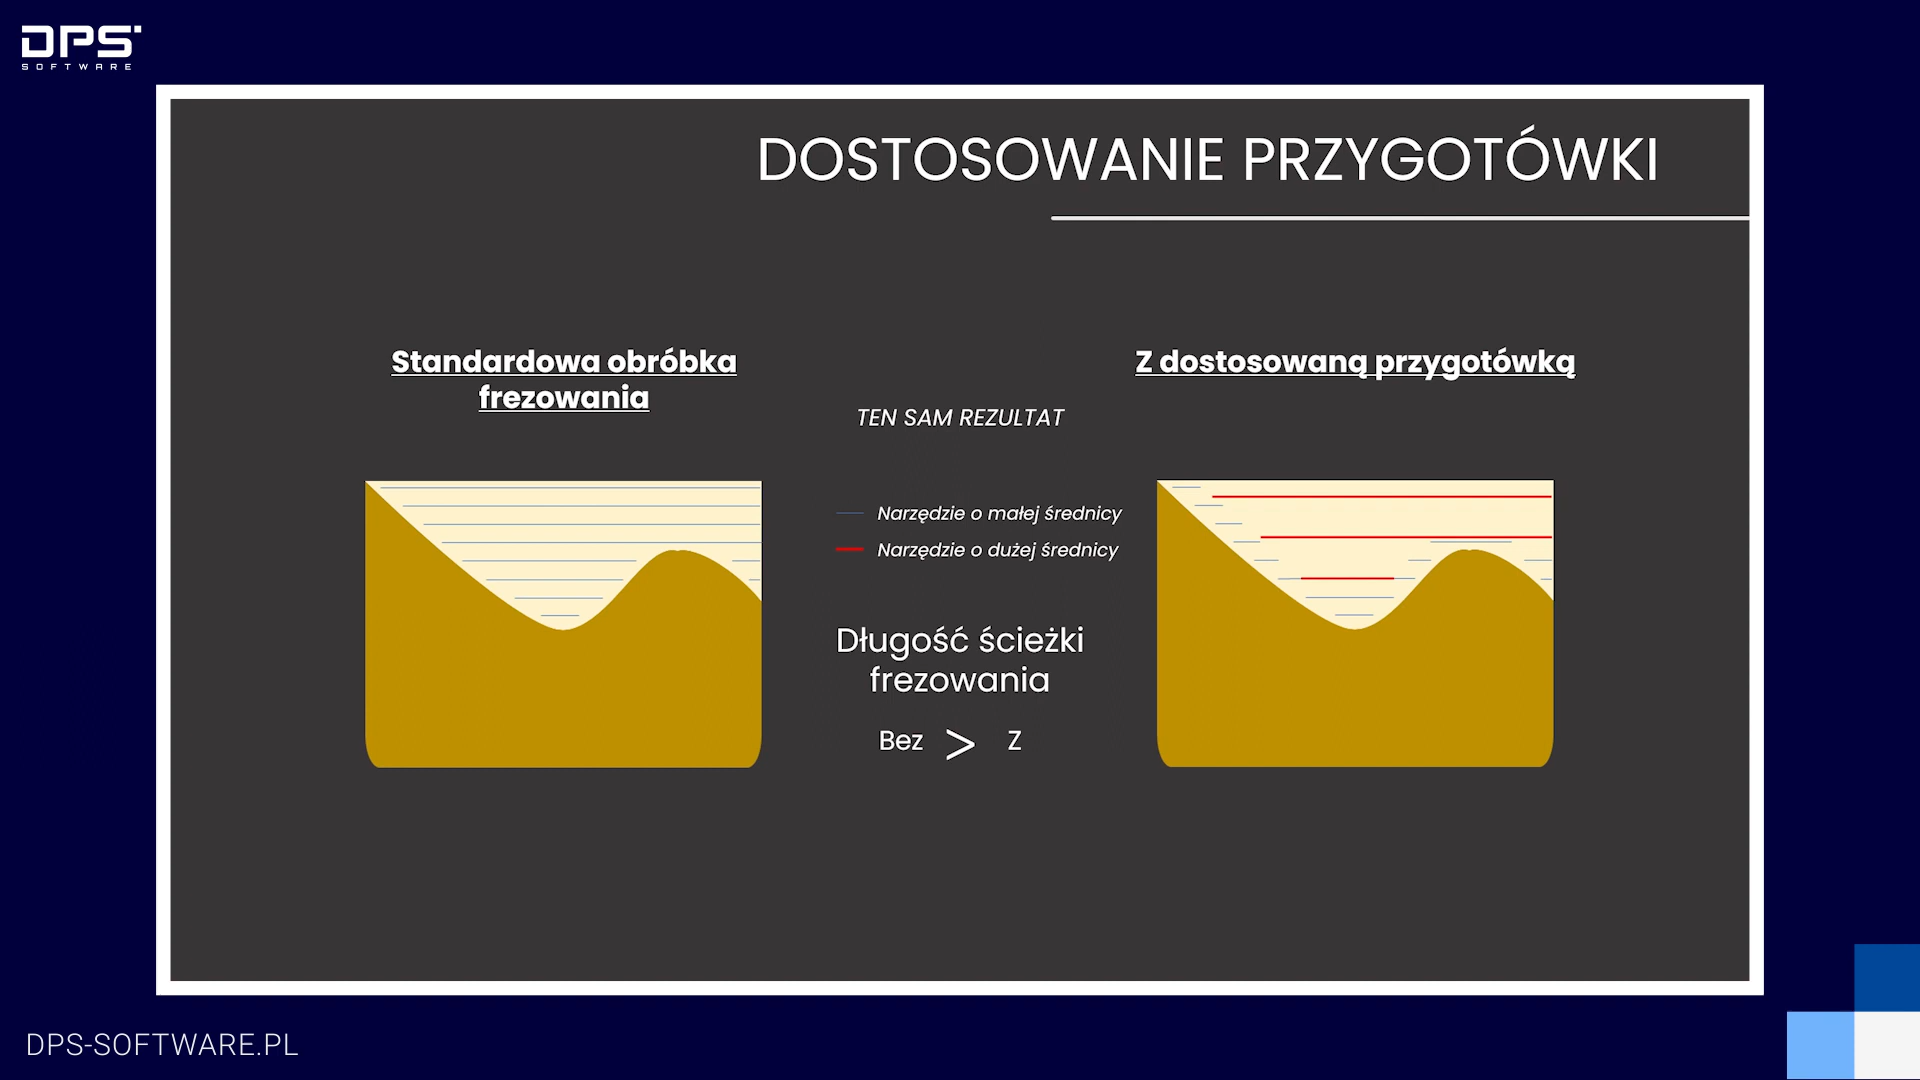 DPS
SOFTWARE
DOSTOSOWANIE PRZYGOTÓWKI
Standardowa obróbka
frezowania
Z dostosowaną przygotówką
TEN SAM REZULTAT
Narzędzie o małej średnicy
Narzędzie o dużej średnicy
Długość ścieżki
frezowania
Bez > Z
DPS-SOFTWARE.PL